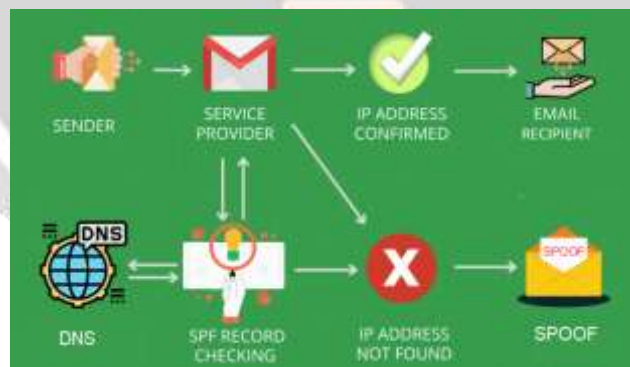 SENDER
SERVICE
PROVIDER
IP ADDRESS
CONFIRMED
EMAIL
RECIPIENT
DNS
SPOOF
DNS
SPF RECORD
CHECKING
IP ADDRESS
NOT FOUND
SPOOF